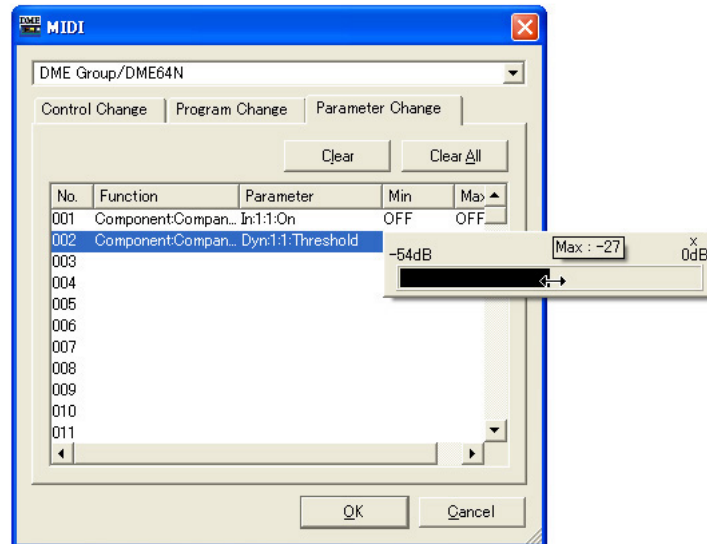 DME MIDI
DME Group/DME64N
Control Change Program Change Parameter Change
Clear Clear All
No. Function Parameter Min Max
001 Component:Compan... In:1:1:On OFF OFF
002 Component:Compan... Dyn:1:1:Threshold
-54dB Max : -27 x 0dB
003
004
005
006
007
008
009
010
011
OK Cancel